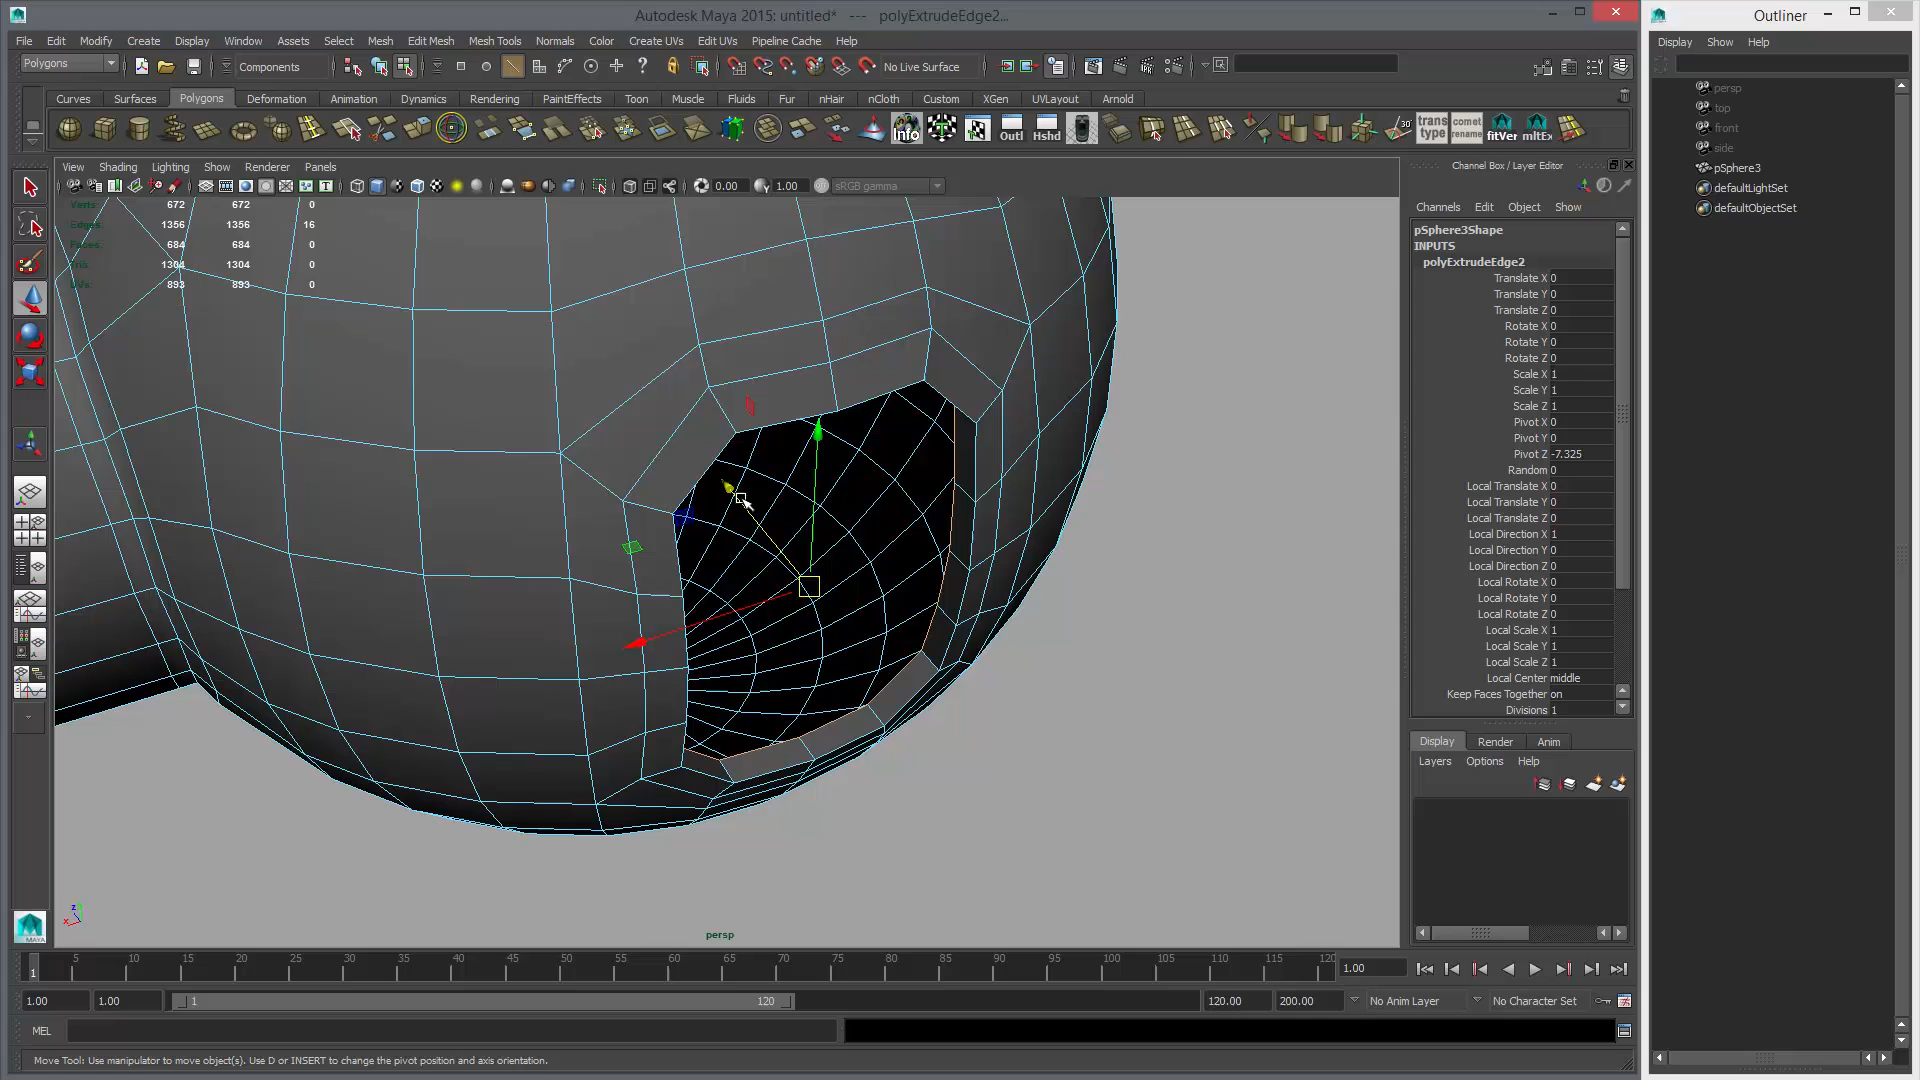 Autodesk Maya 2015: untitled* --- polyExtrudeEdge2...
Outliner
File Edit Modify Create Display Window Assets Select Mesh Edit Mesh Mesh Tools Normals Color Create UVs Edit UVs Pipeline Cache Help
Display Show Help
Polygons
Components
No Live Surface
Curves Surfaces Polygons Deformation Animation Dynamics Rendering PaintEffects Toon Muscle Fluids Fur nHair nCloth Custom XGen UVLayout Arnold
Info Outl Hshd 30° trans type comet rename fitVer mltEx
persp
top
front
side
pSphere3
defaultLightSet
defaultObjectSet
View Shading Lighting Show Renderer Panels
0.00 1.00 sRGB gamma
Verts: 672 672 0
Edges: 1356 1356 16
Faces: 684 684 0
Tris: 1304 1304 0
UVs: 893 893 0
Channel Box / Layer Editor
Channels Edit Object Show
pSphere3Shape
INPUTS
polyExtrudeEdge2
Translate X 0
Translate Y 0
Translate Z 0
Rotate X 0
Rotate Y 0
Rotate Z 0
Scale X 1
Scale Y 1
Scale Z 1
Pivot X 0
Pivot Y 0
Pivot Z -7.325
Random 0
Local Translate X 0
Local Translate Y 0
Local Translate Z 0
Local Direction X 1
Local Direction Y 0
Local Direction Z 0
Local Rotate X 0
Local Rotate Y 0
Local Rotate Z 0
Local Scale X 1
Local Scale Y 1
Local Scale Z 1
Local Center middle
Keep Faces Together on
Divisions 1
Display Render Anim
Layers Options Help
z
x
persp
MAYA
1 5 10 15 20 25 30 35 40 45 50 55 60 65 70 75 80 85 90 95 100 105 110 115 120
1.00
1.00 1.00 1 120 120.00 200.00 No Anim Layer No Character Set
MEL
Move Tool: Use manipulator to move object(s). Use D or INSERT to change the pivot position and axis orientation.